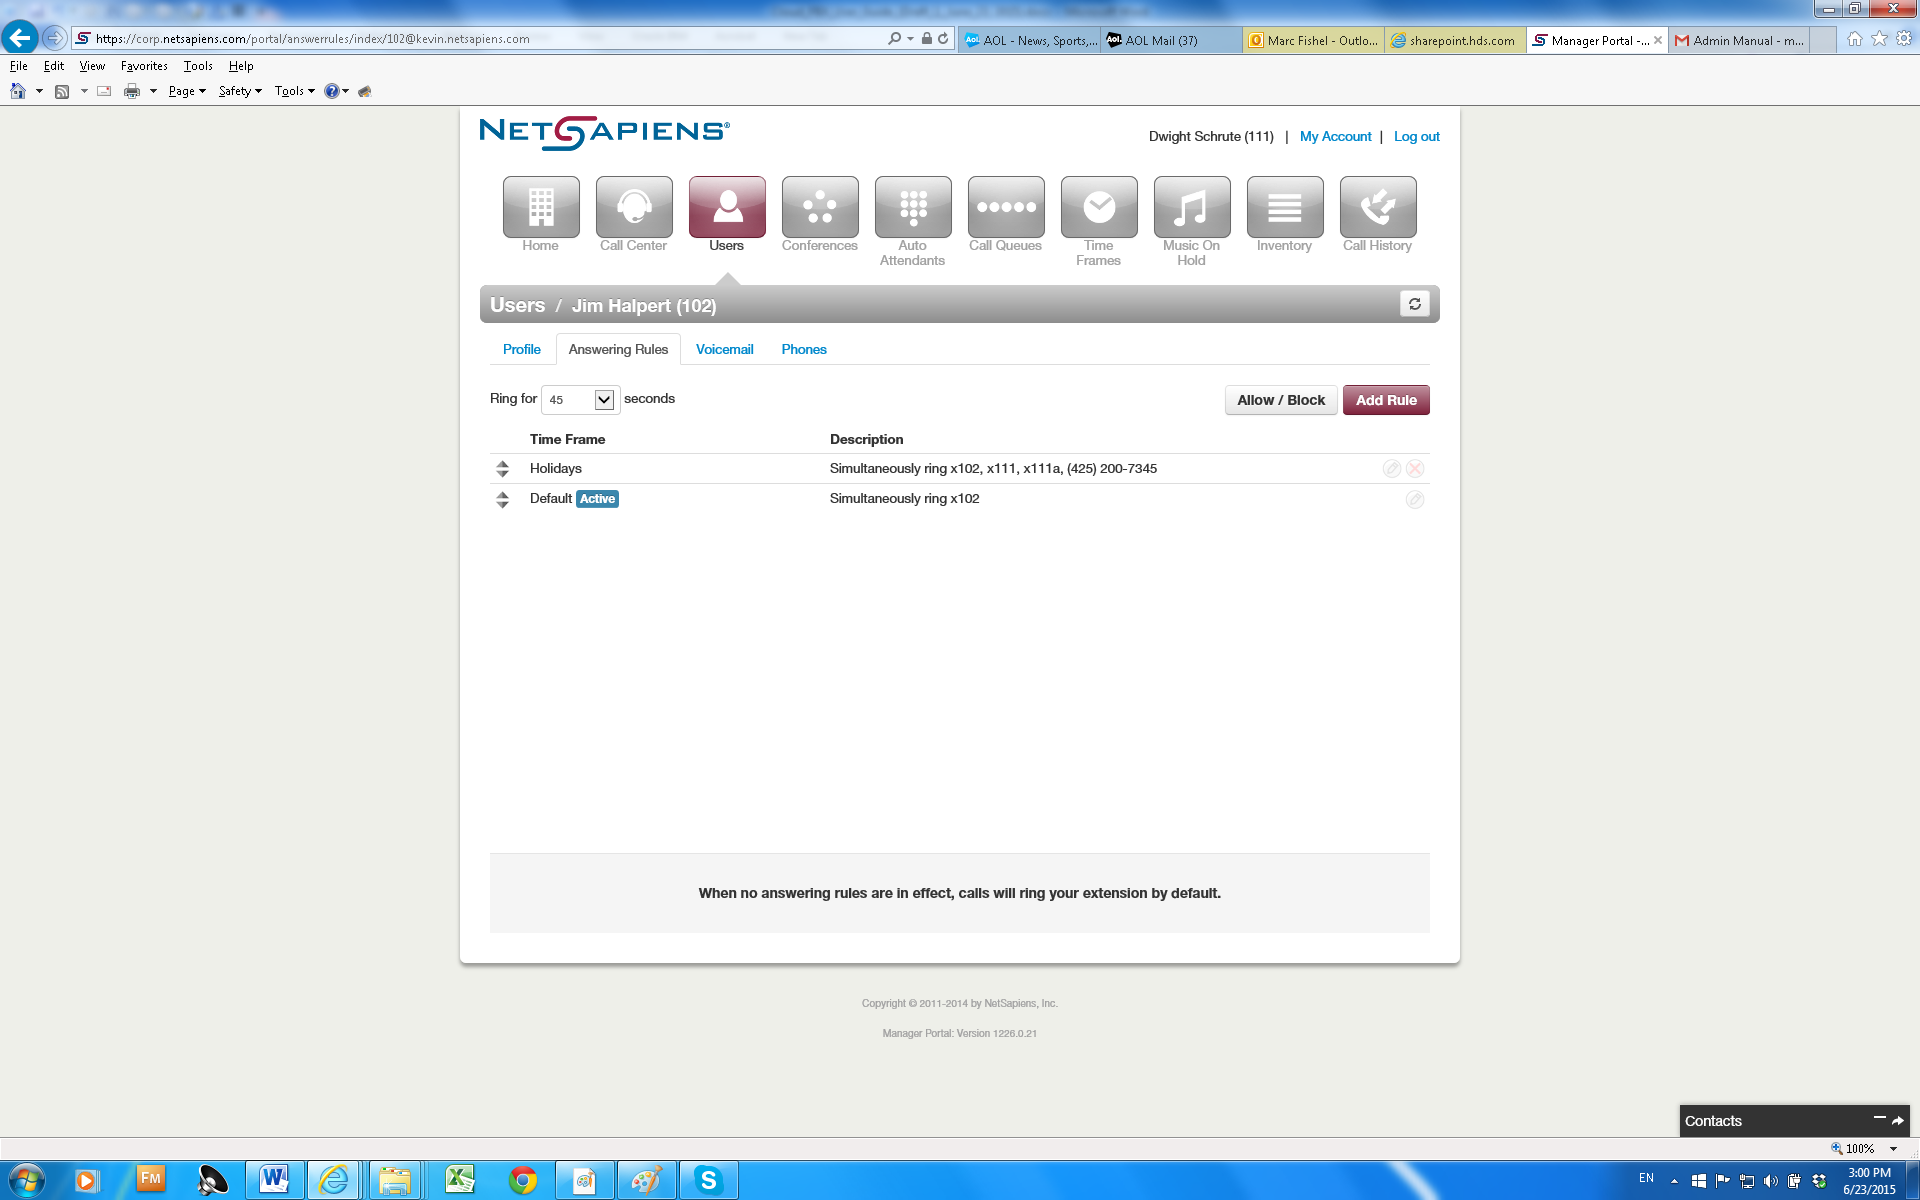 https://corp.netsapiens.com/portal/answerrules/index/102@kevin.netsapiens.com
AOL - News, Sports,...
AOL Mail (37)
Marc Fishel - Outlo...
sharepoint.hds.com
Manager Portal -...
Admin Manual - m...
File Edit View Favorites Tools Help
Page Safety Tools
NETSAPIENS®
Dwight Schrute (111) | My Account | Log out
Home
Call Center
Users
Conferences
Auto Attendants
Call Queues
Time Frames
Music On Hold
Inventory
Call History
Users / Jim Halpert (102)
Profile
Answering Rules
Voicemail
Phones
Ring for 45 seconds
Allow / Block
Add Rule
Time Frame Description
Holidays Simultaneously ring x102, x111, x111a, (425) 200-7345
Default Active Simultaneously ring x102
When no answering rules are in effect, calls will ring your extension by default.
Copyright © 2011-2014 by NetSapiens, Inc.
Manager Portal: Version 1226.0.21
Contacts
100%
FM
EN
3:00 PM
6/23/2015